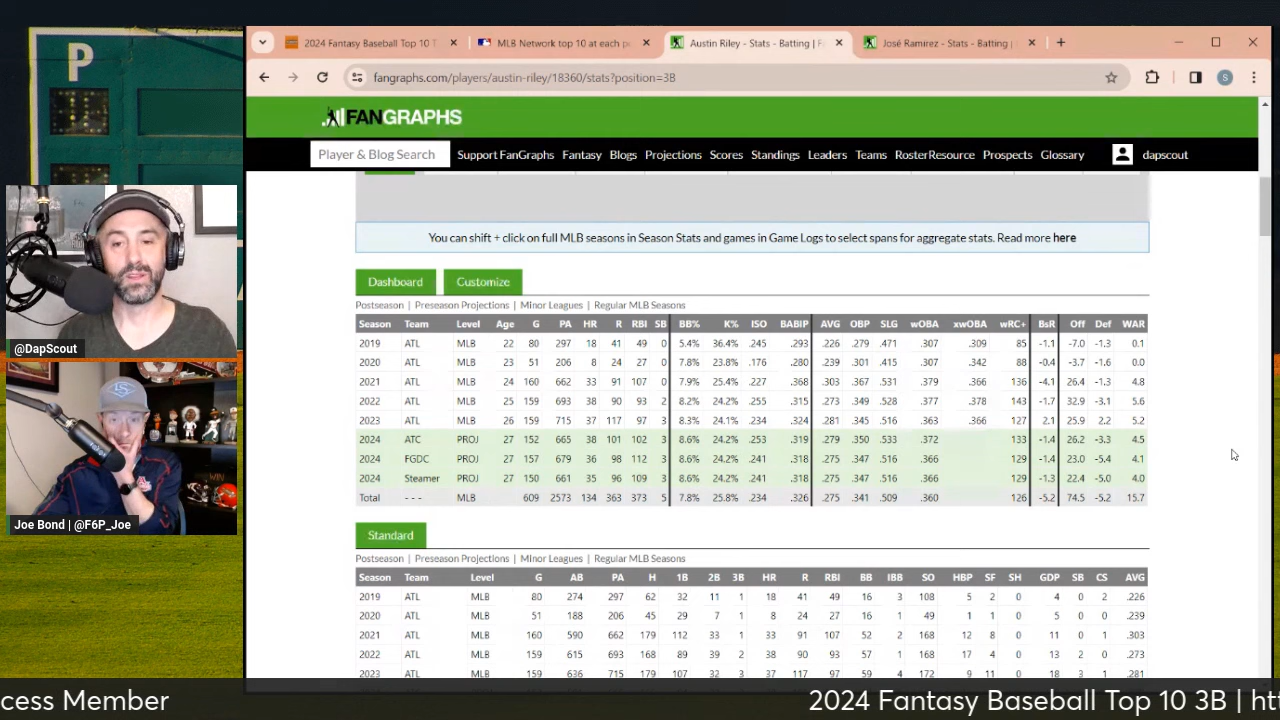 P
2024 Fantasy Baseball Top 10 T
MLB Network top 10 at each p
Austin Riley - Stats - Batting | F
José Ramírez - Stats - Batting |
fangraphs.com/players/austin-riley/18360/stats?position=3B
S
FANGRAPHS
Player & Blog Search Support FanGraphs Fantasy Blogs Projections Scores Standings Leaders Teams RosterResource Prospects Glossary dapscout
You can shift + click on full MLB seasons in Season Stats and games in Game Logs to select spans for aggregate stats. Read more here
Dashboard Customize
Postseason | Preseason Projections | Minor Leagues | Regular MLB Seasons
Season Team Level Age G PA HR R RBI SB BB% K% ISO BABIP AVG OBP SLG wOBA xwOBA wRC+ BsR Off Def WAR
2019 ATL MLB 22 80 297 18 41 49 0 5.4% 36.4% .245 .293 .226 .279 .471 .307 .309 85 -1.1 -7.0 -1.3 0.1
2020 ATL MLB 23 51 206 8 24 27 0 7.8% 23.8% .176 .280 .239 .301 .415 .307 .342 88 -0.4 -3.7 -1.6 0.0
2021 ATL MLB 24 160 662 33 91 107 0 7.9% 25.4% .227 .368 .303 .367 .531 .379 .366 136 -4.1 26.4 -1.3 4.8
2022 ATL MLB 25 159 693 38 90 93 2 8.2% 24.2% .255 .315 .273 .349 .528 .377 .378 143 -1.7 32.9 -3.1 5.6
2023 ATL MLB 26 159 715 37 117 97 3 8.3% 24.1% .234 .324 .281 .345 .516 .363 .366 127 2.1 25.9 2.2 5.2
2024 ATC PROJ 27 152 665 38 101 102 3 8.6% 24.2% .253 .319 .279 .350 .533 .372 133 -1.4 26.2 -3.3 4.5
2024 FGDC PROJ 27 157 679 36 98 112 3 8.6% 24.2% .241 .318 .275 .347 .516 .366 129 -1.4 23.0 -5.4 4.1
2024 Steamer PROJ 27 150 661 35 96 109 3 8.6% 24.2% .241 .318 .275 .347 .516 .366 129 -1.3 22.4 -5.0 4.0
Total - - - MLB 609 2573 134 363 373 5 7.8% 25.8% .234 .326 .275 .341 .509 .360 126 -5.2 74.5 -5.2 15.7
Standard
Postseason | Preseason Projections | Minor Leagues | Regular MLB Seasons
Season Team Level G AB PA H 1B 2B 3B HR R RBI BB IBB SO HBP SF SH GDP SB CS AVG
2019 ATL MLB 80 274 297 62 32 11 1 18 41 49 16 3 108 5 2 0 4 0 2 .226
2020 ATL MLB 51 188 206 45 29 7 1 8 24 27 16 1 49 1 1 0 5 0 0 .239
2021 ATL MLB 160 590 662 179 112 33 1 33 91 107 52 2 168 12 8 0 11 0 1 .303
2022 ATL MLB 159 615 693 168 89 39 2 38 90 93 57 1 168 17 4 0 13 2 0 .273
2023 ATL MLB 159 636 715 179 107 32 3 37 117 97 59 1 172 9 11 0 18 3 1 .281
@DapScout
WIN
Joe Bond | @F6P_Joe
cess Member
2024 Fantasy Baseball Top 10 3B | ht